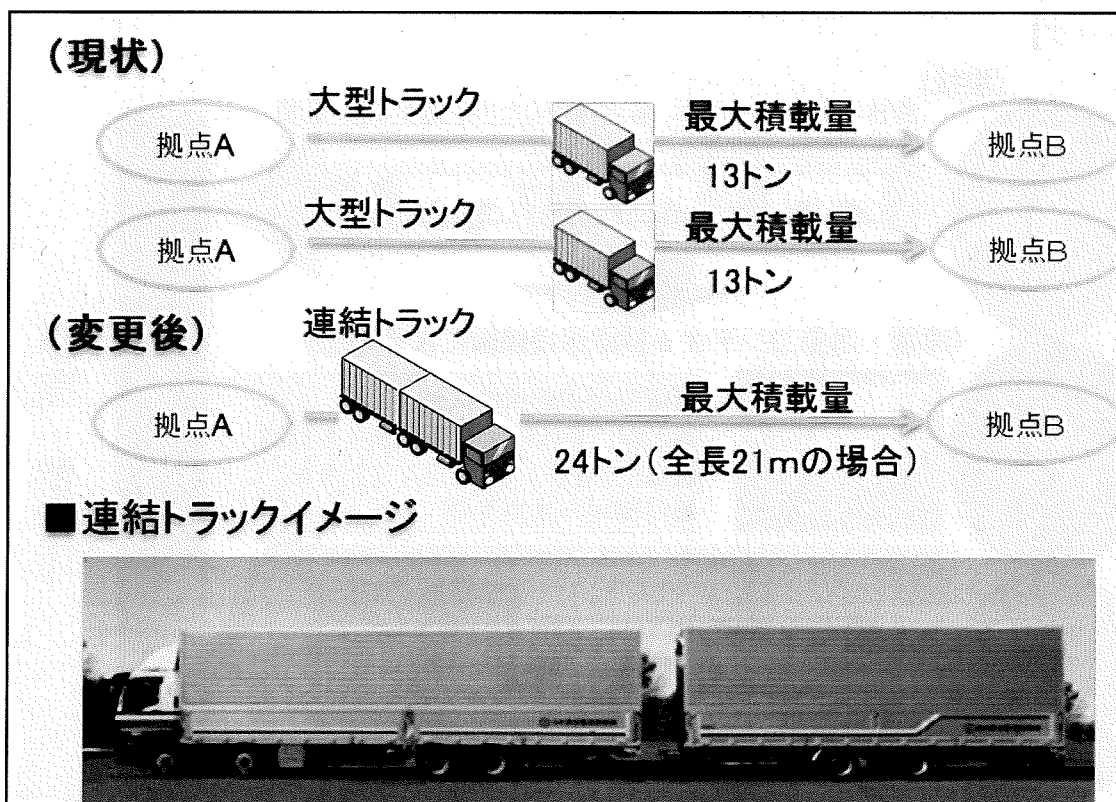 （現状）
大型トラック 最大積載量
拠点A 拠点B
13トン
大型トラック 最大積載量
拠点A 拠点B
13トン
（変更後） 連結トラック
最大積載量
拠点A 拠点B
24トン（全長21mの場合）
■連結トラックイメージ